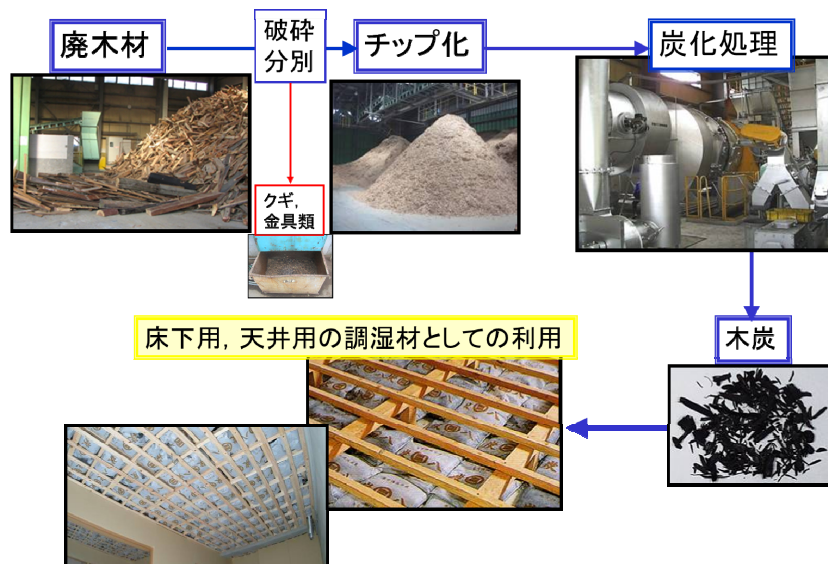 廃木材
破砕
分別
チップ化
炭化処理
クギ,
金具類
木炭
床下用, 天井用の調湿材としての利用